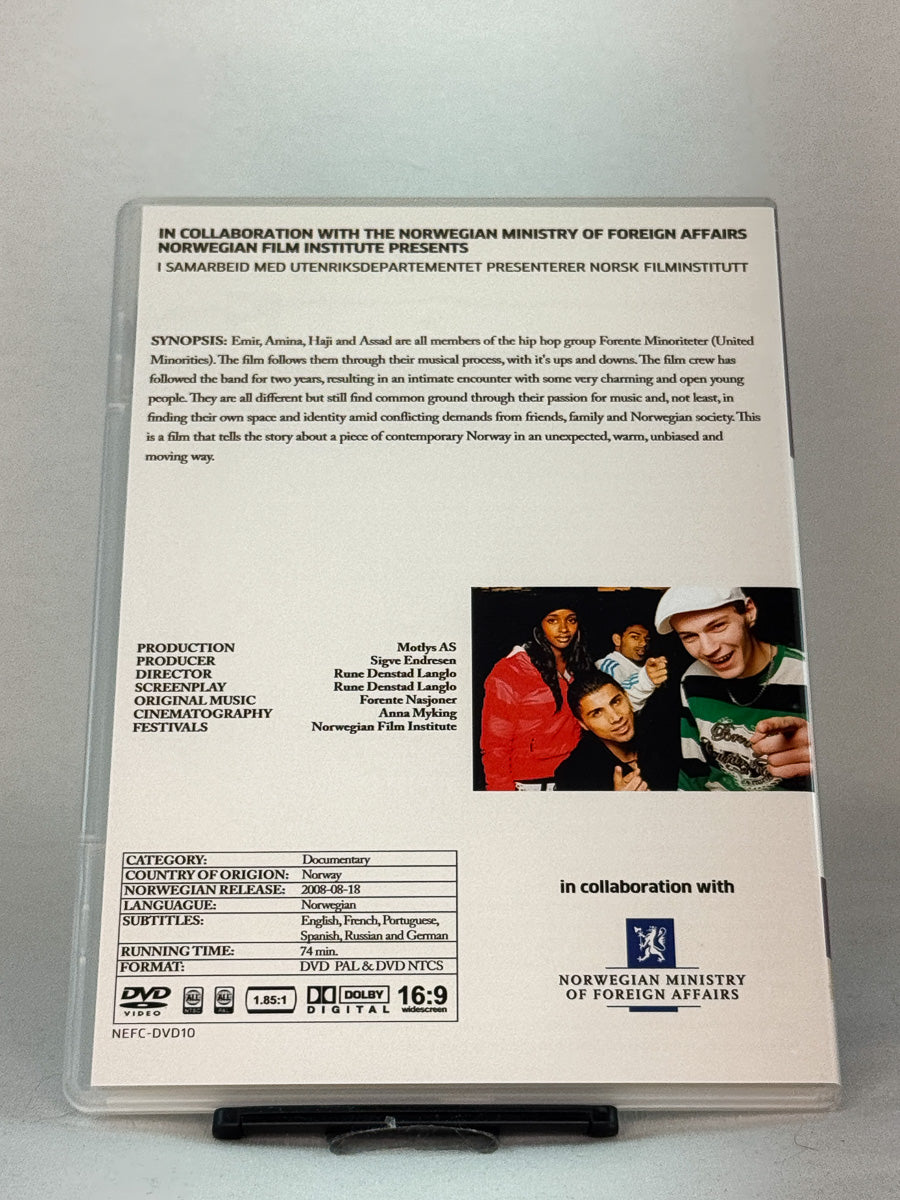 IN COLLABORATION WITH THE NORWEGIAN MINISTRY OF FOREIGN AFFAIRS
NORWEGIAN FILM INSTITUTE PRESENTS
I SAMARBEID MED UTENRIKSDEPARTEMENTET PRESENTERER NORSK FILMINSTITUTT
SYNOPSIS: Emir, Amina, Haji and Assad are all members of the hip hop group Forente Minoriteter (United
Minorities). The film follows them through their musical process, with it's ups and downs. The film crew has
followed the band for two years, resulting in an intimate encounter with some very charming and open young
people. They are all different but still find common ground through their passion for music and, not least, in
finding their own space and identity amid conflicting demands from friends, family and Norwegian society. This
is a film that tells the story about a piece of contemporary Norway in an unexpected, warm, unbiased and
moving way.
PRODUCTION Motlys AS
PRODUCER Sigve Endresen
DIRECTOR Rune Denstad Langlo
SCREENPLAY Rune Denstad Langlo
ORIGINAL MUSIC Forente Nasjoner
CINEMATOGRAPHY Anna Myking
FESTIVALS Norwegian Film Institute
CATEGORY: Documentary
COUNTRY OF ORIGION: Norway
NORWEGIAN RELEASE: 2008-08-18
LANGUAGUE: Norwegian
SUBTITLES: English, French, Portuguese,
Spanish, Russian and German
RUNNING TIME: 74 min.
FORMAT: DVD PAL & DVD NTCS
DVD VIDEO ALL NTSC ALL PAL 1.85:1 DOLBY DIGITAL 16:9 widescreen
NEFC-DVD10
in collaboration with
NORWEGIAN MINISTRY
OF FOREIGN AFFAIRS